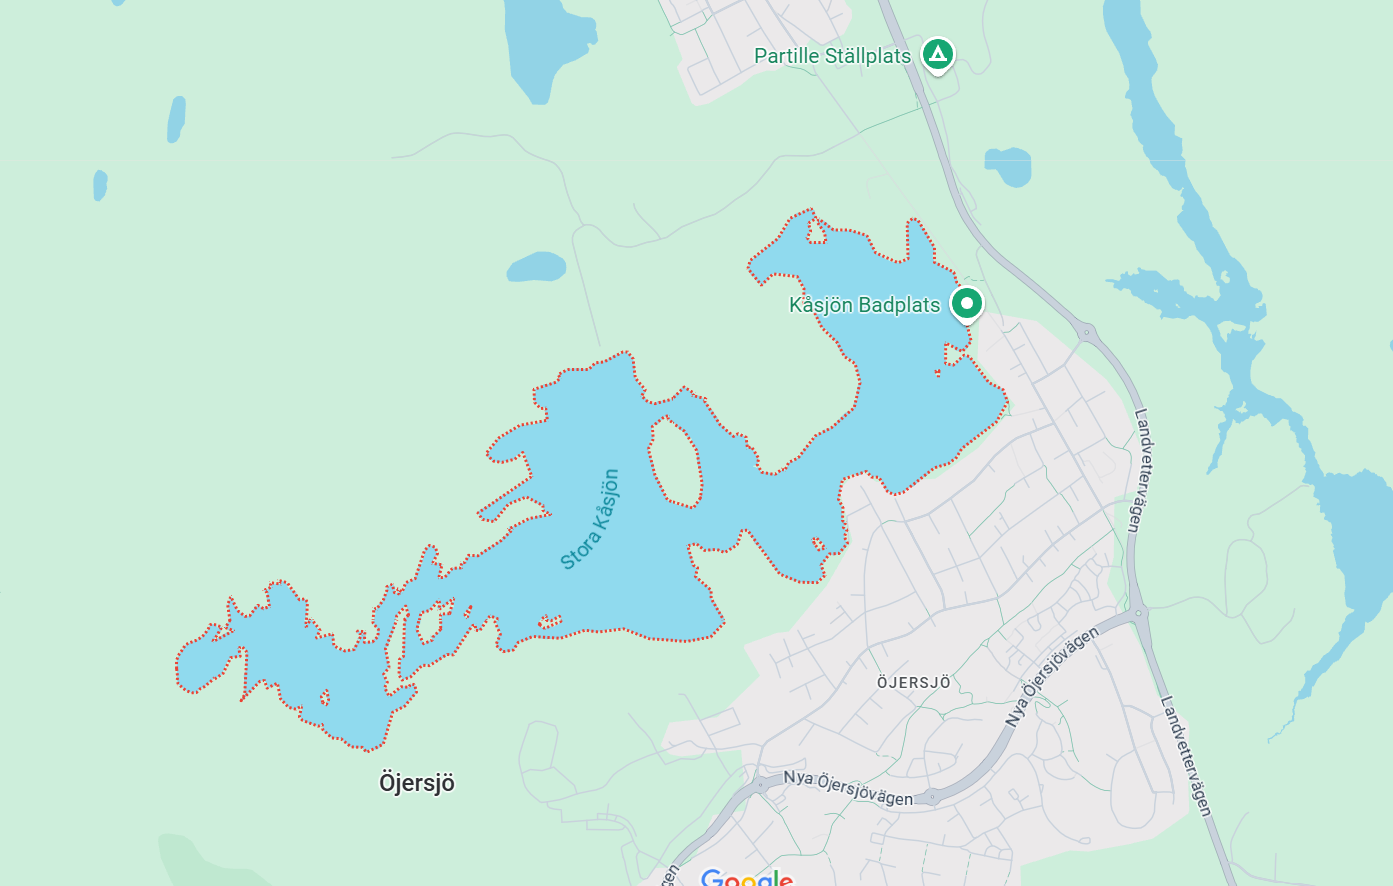 Partille Ställplats
Kåsjön Badplats
Landvettervägen
Stora Kåsjön
Nya Öjersjövägen
ÖJERSJÖ
Landvettervägen
Öjersjö
Nya Öjersjövägen
Google